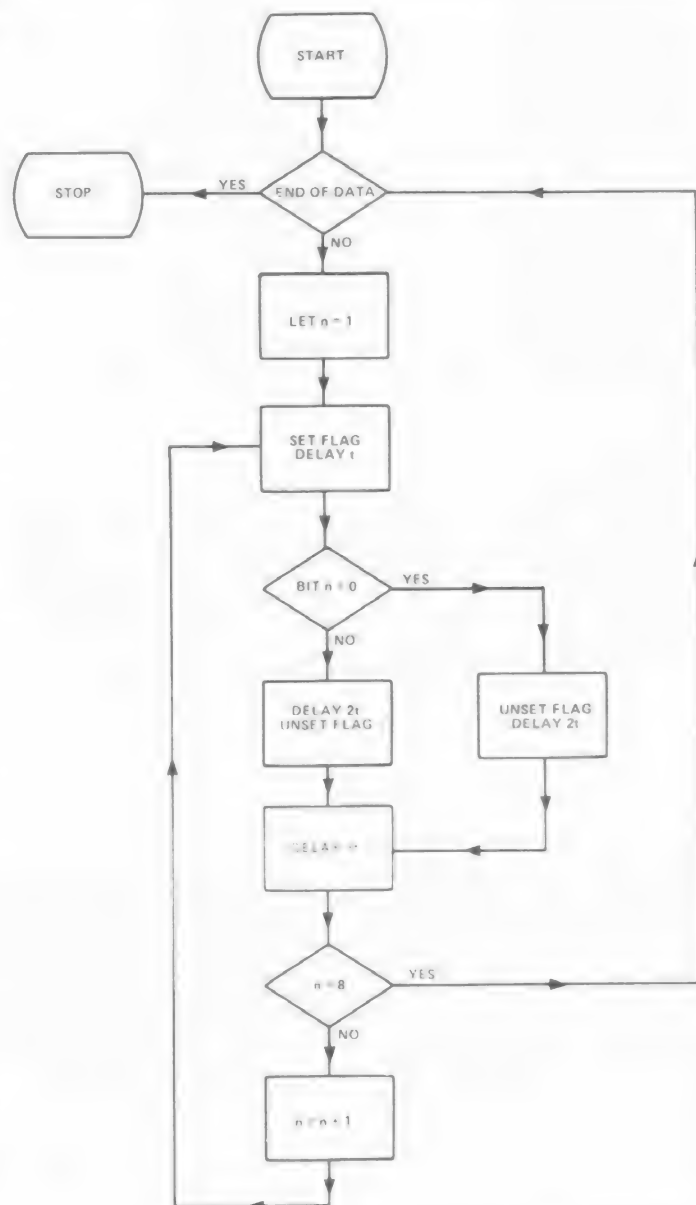 START
STOP
YES
END OF DATA
NO
LET n = 1
SET FLAG
DELAY t
BIT n = 0
YES
NO
DELAY 2t
UNSET FLAG
UNSET FLAG
DELAY 2t
DELAY
n = 8
YES
NO
n = n + 1